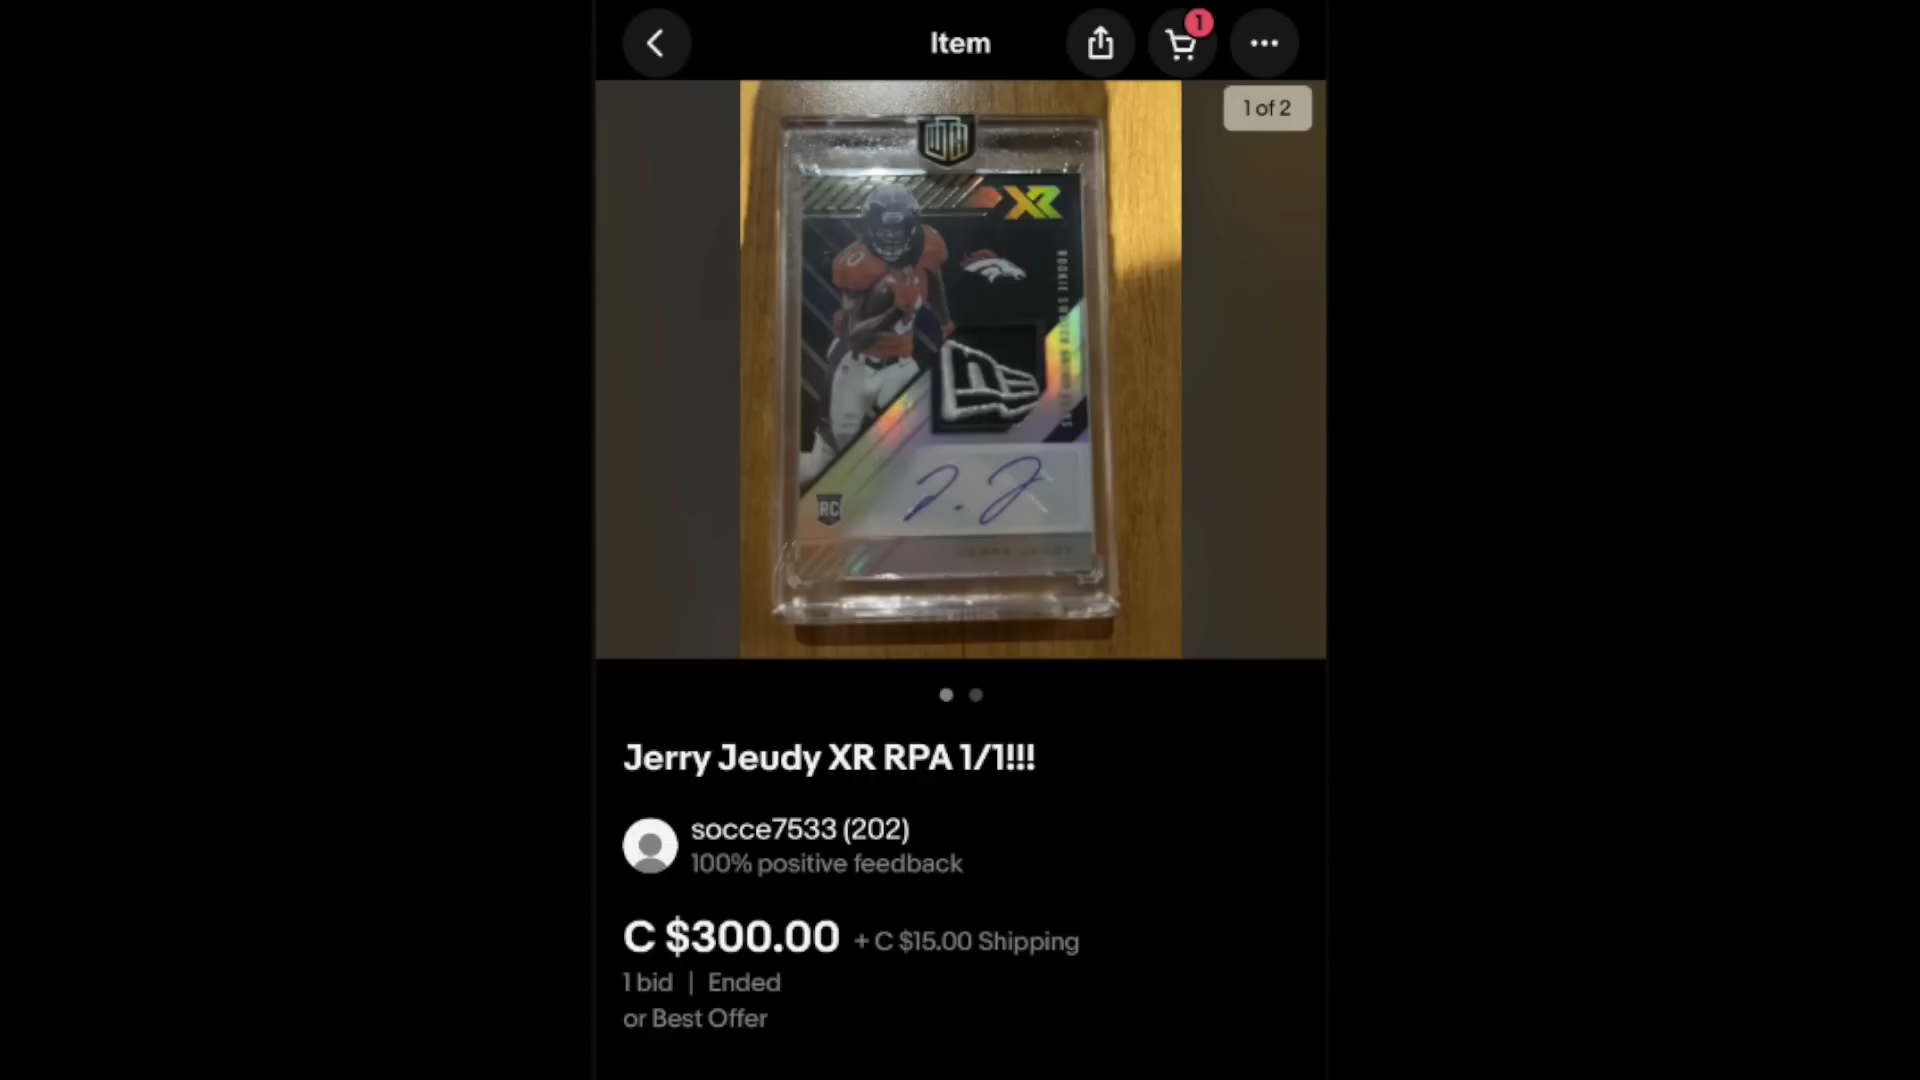 Item
1
1 of 2
XR
RC
J. J
Jerry Jeudy XR RPA 1/1!!!
socce7533 (202)
100% positive feedback
C $300.00 + C $15.00 Shipping
1 bid | Ended
or Best Offer